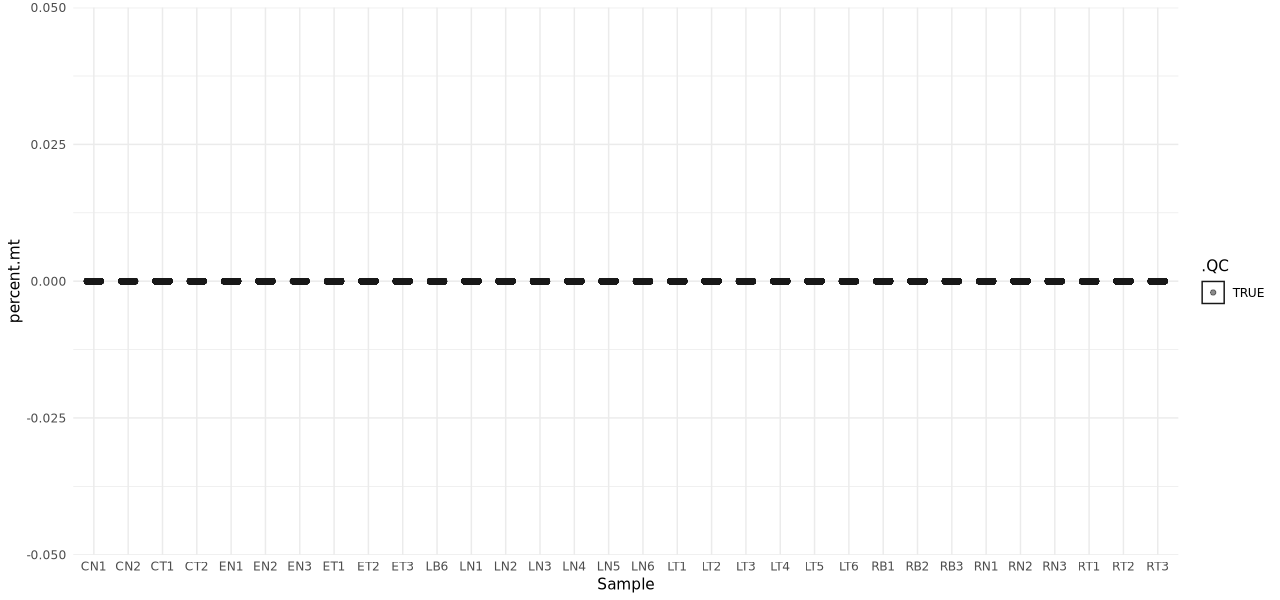 0.050
0.025
0.000
-0.025
-0.050
percent.mt
CN1 CN2 CT1 CT2 EN1 EN2 EN3 ET1 ET2 ET3 LB6 LN1 LN2 LN3 LN4 LN5 LN6 LT1 LT2 LT3 LT4 LT5 LT6 RB1 RB2 RB3 RN1 RN2 RN3 RT1 RT2 RT3
Sample
.QC
TRUE